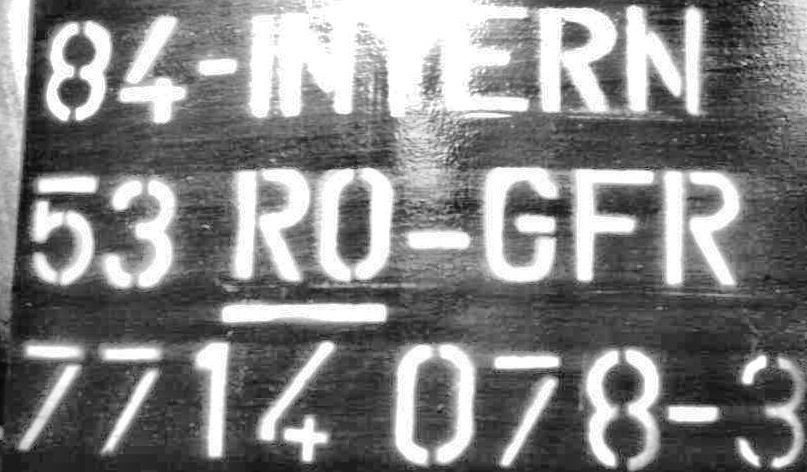 84-INTERN
53 RO-GFR
7714 078-3